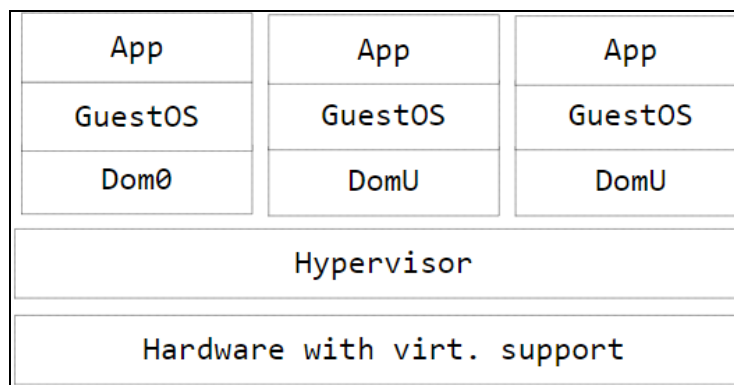 App App App
GuestOS GuestOS GuestOS
Dom0 DomU DomU
Hypervisor
Hardware with virt. support